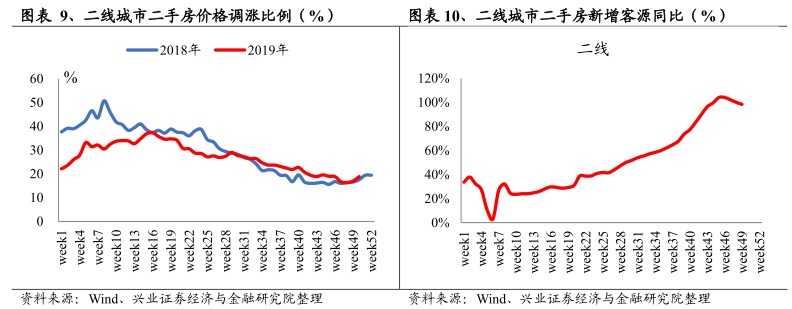 图表 9、二线城市二手房价格调涨比例（%）
2018年 2019年
%
60
50
40
30
20
10
0
week1 week4 week7 week10 week13 week16 week19 week22 week25 week28 week31 week34 week37 week40 week43 week46 week49 week52
资料来源：Wind、兴业证券经济与金融研究院整理
图表 10、二线城市二手房新增客源同比（%）
二线
120%
100%
80%
60%
40%
20%
0%
week1 week4 week7 week10 week13 week16 week19 week22 week25 week28 week31 week34 week37 week40 week43 week46 week49 week52
资料来源：Wind、兴业证券经济与金融研究院整理